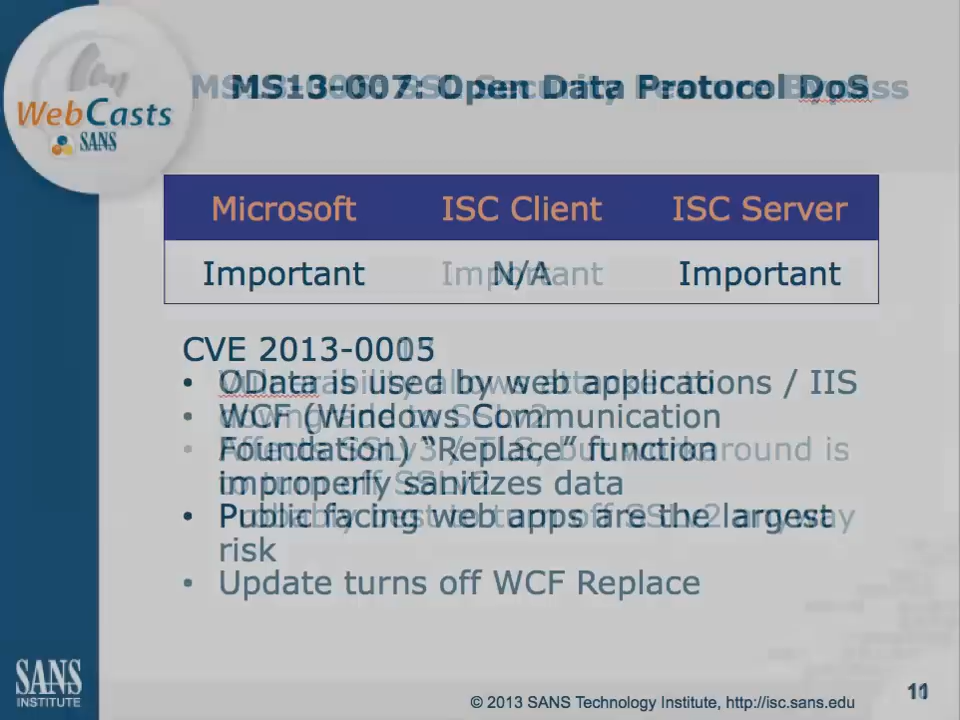 WebCasts
SANS
MS13-007: Open Data Protocol DoS
Microsoft ISC Client ISC Server
Important N/A Important
CVE 2013-0005
• OData is used by web applications / IIS
• WCF (Windows Communication
Foundation) “Replace” function
improperly sanitizes data
• Public facing web apps are the largest
risk
• Update turns off WCF Replace
SANS
INSTITUTE
© 2013 SANS Technology Institute, http://isc.sans.edu